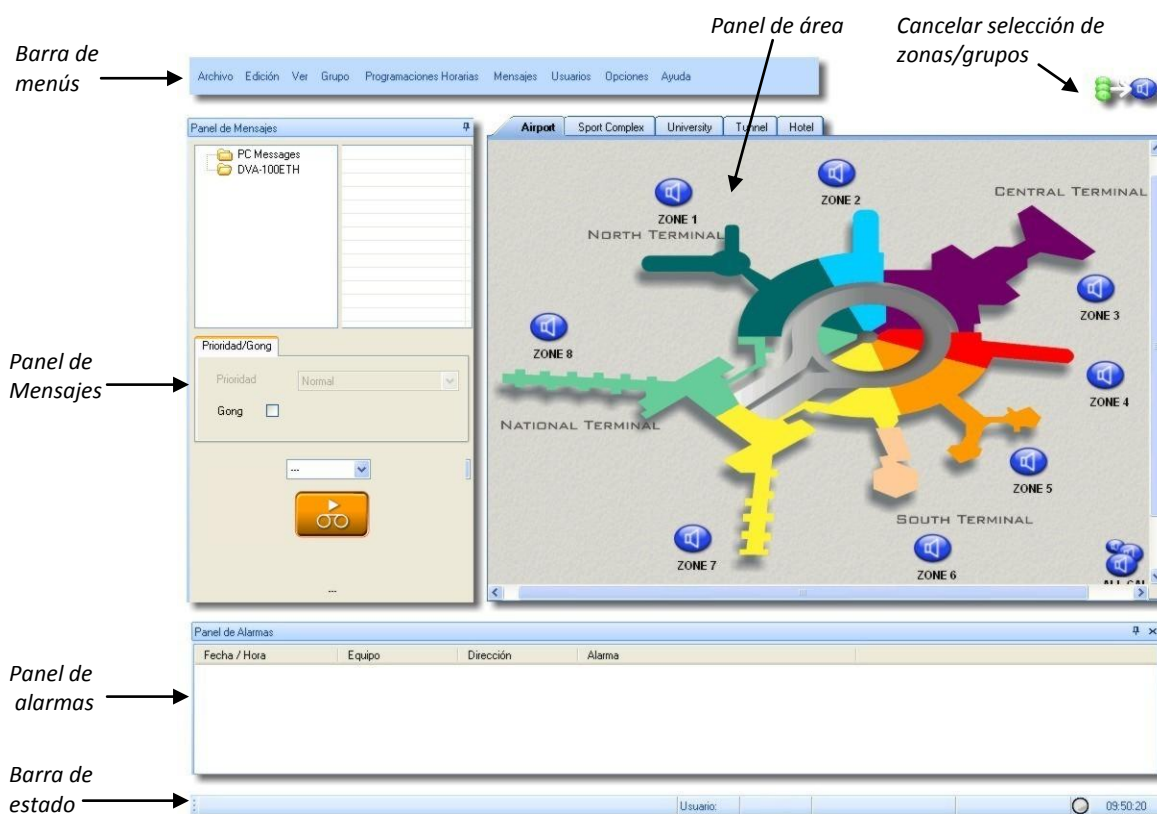 Panel de área
Cancelar selección de
zonas/grupos
Barra de
menús
Archivo Edición Ver Grupo Programaciones Horarias Mensajes Usuarios Opciones Ayuda
Panel de Mensajes
PC Messages
DVA-100ETH
Airport Sport Complex University Tunnel Hotel
ZONE 1
ZONE 2
CENTRAL TERMINAL
NORTH TERMINAL
ZONE 3
ZONE 8
ZONE 4
NATIONAL TERMINAL
ZONE 5
SOUTH TERMINAL
ZONE 7
ZONE 6
Panel de
Mensajes
Prioridad/Gong
Prioridad Normal
Gong
...
...
Panel de
alarmas
Panel de Alarmas
Fecha / Hora Equipo Dirección Alarma
Barra de
estado
Usuario: 09:50:20